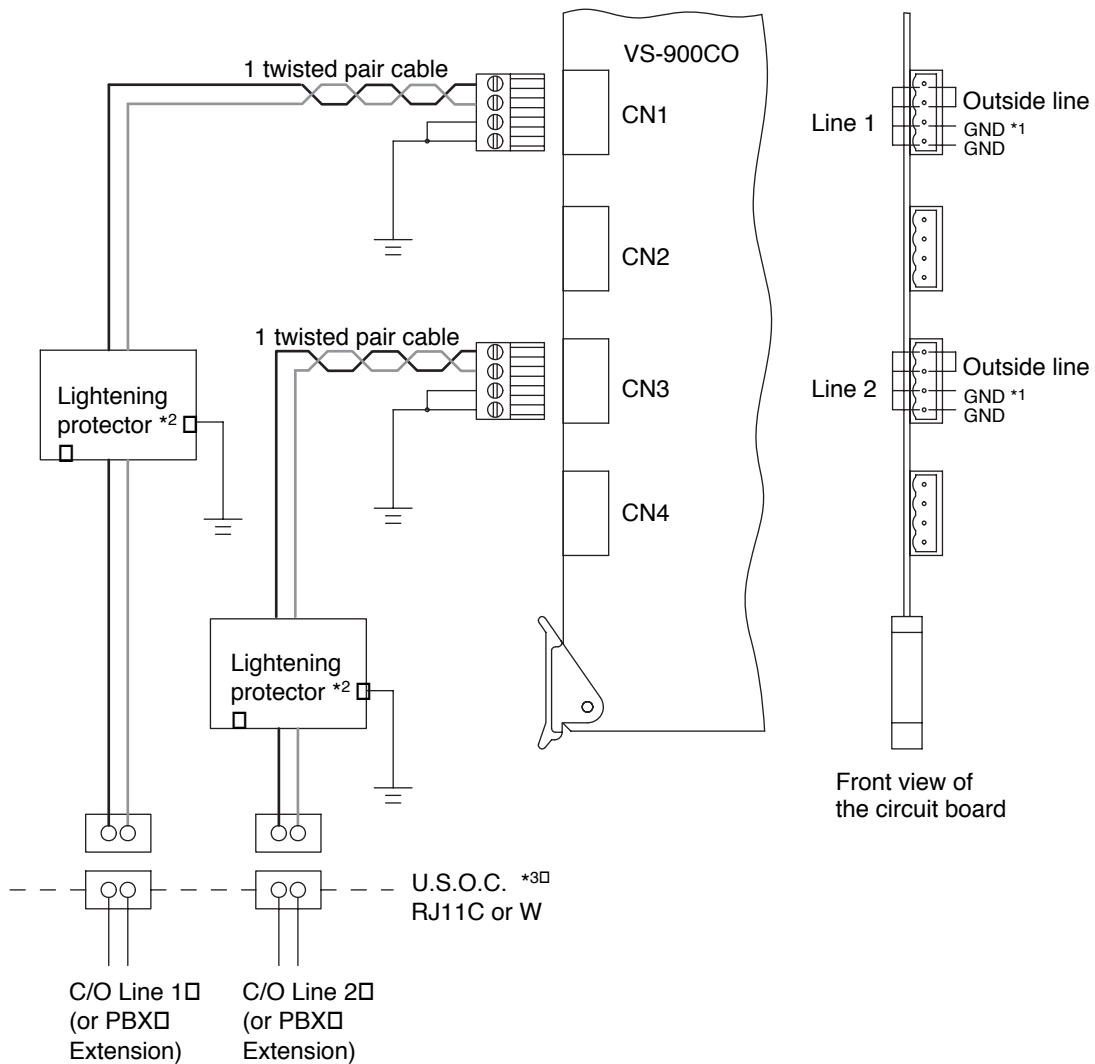 VS-900CO
1 twisted pair cable
CN1
Line 1
Outside line
GND *1
GND
CN2
1 twisted pair cable
CN3
Line 2
Outside line
GND *1
GND
Lightening
protector *2
CN4
Lightening
protector *2
Front view of
the circuit board
U.S.O.C. *3
RJ11C or W
C/O Line 1
(or PBX
Extension)
C/O Line 2
(or PBX
Extension)